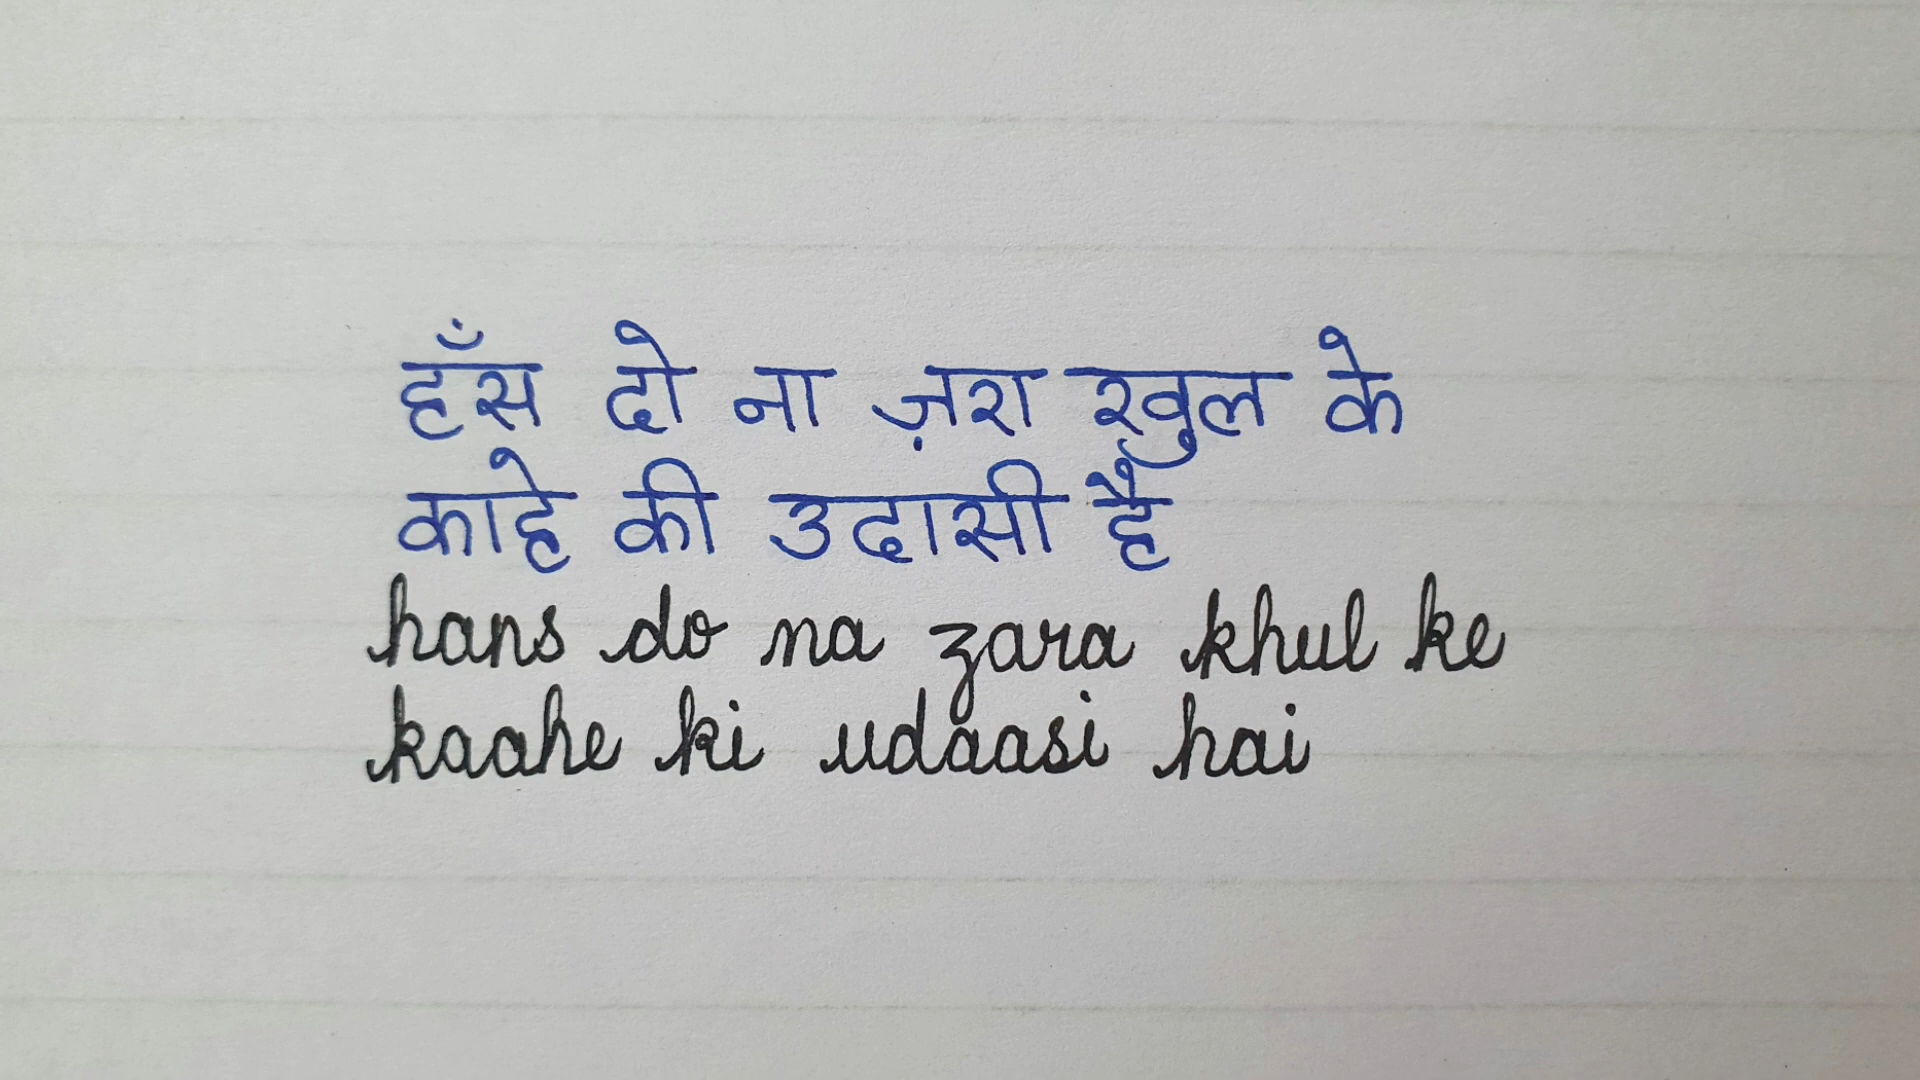 हँस दो ना ज़रा खुल के
काहे की उदासी है
hans do na zara khul ke
kaahe ki udaasi hai